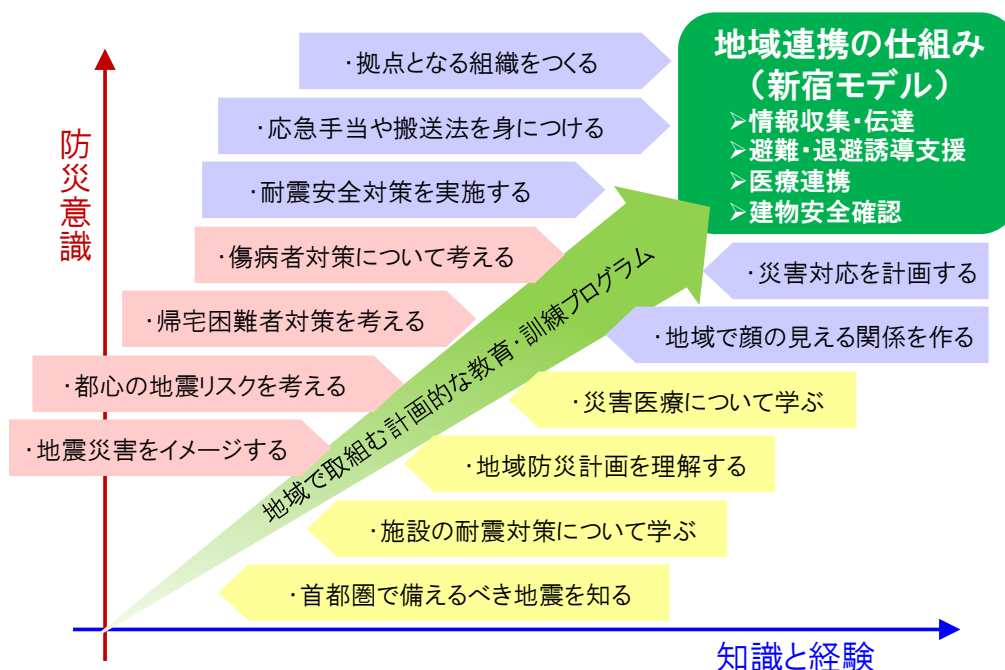 地域連携の仕組み
（新宿モデル）
➢情報収集・伝達
➢避難・退避誘導支援
➢医療連携
➢建物安全確認
・拠点となる組織をつくる
・応急手当や搬送法を身につける
・耐震安全対策を実施する
・傷病者対策について考える
・帰宅困難者対策を考える
・都心の地震リスクを考える
・地震災害をイメージする
防災意識
地域で取組む計画的な教育・訓練プログラム
・災害対応を計画する
・地域で顔の見える関係を作る
・災害医療について学ぶ
・地域防災計画を理解する
・施設の耐震対策について学ぶ
・首都圏で備えるべき地震を知る
知識と経験